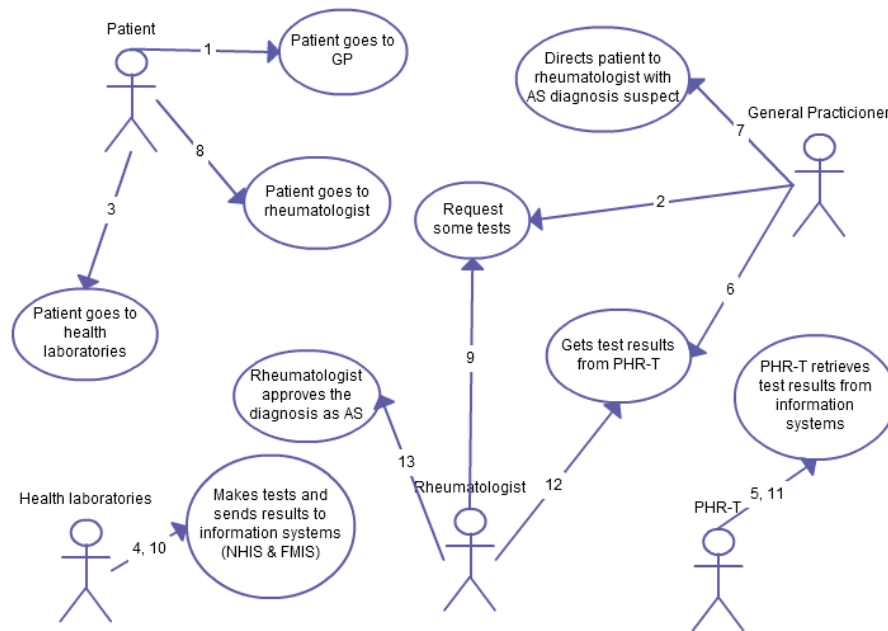 Patient
1
Patient goes to
GP
Directs patient to
rheumatologist with
AS diagnosis suspect
General Practicioner
7
8
3
Patient goes to
rheumatologist
Request
some tests
2
6
Patient goes to
health
laboratories
9
Gets test results
from PHR-T
PHR-T retrieves
test results from
information
systems
Rheumatologist
approves the
diagnosis as AS
13
Rheumatologist
12
Health laboratories
Makes tests and
sends results to
information systems
(NHIS & FMIS)
4, 10
PHR-T
5, 11